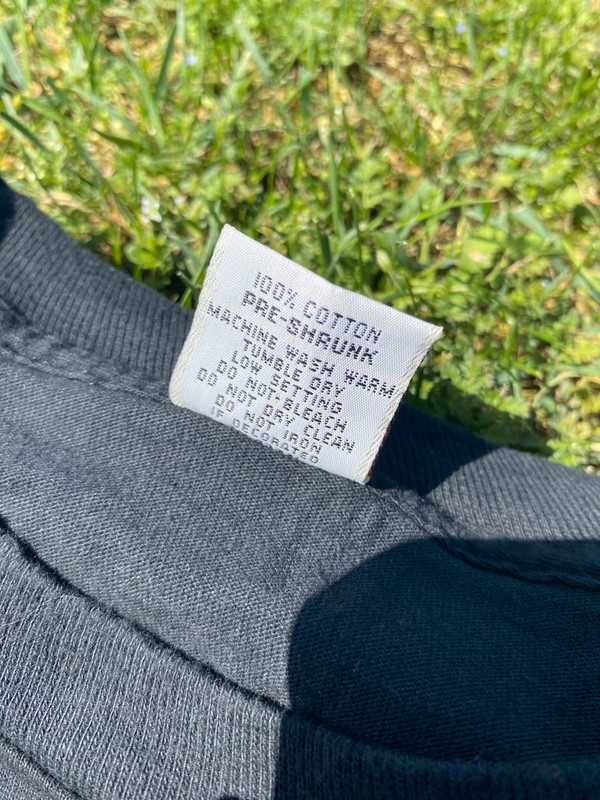 100% COTTON
PRE-SHRUNK
MACHINE WASH WARM
TUMBLE DRY
LOW SETTING
DO NOT-BLEACH
DO NOT DRY CLEAN
DO NOT IRON
IF DECORATED